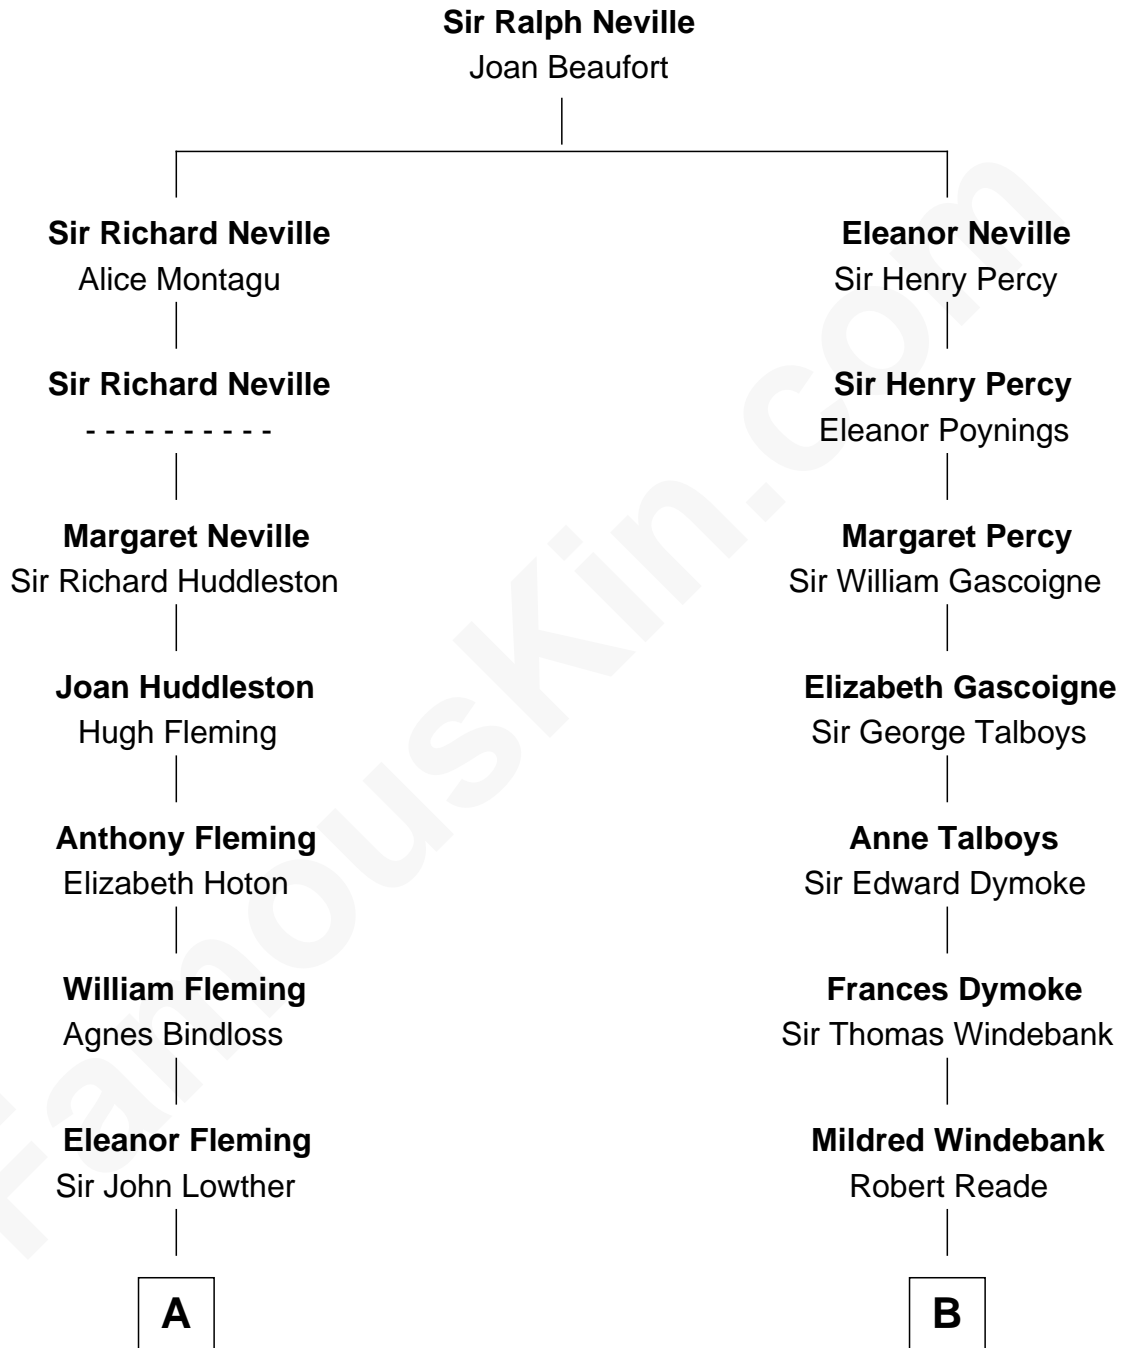 Sir Ralph Neville
Joan Beaufort
Sir Richard Neville
Alice Montagu
Eleanor Neville
Sir Henry Percy
Sir Richard Neville
- - - - - - - - - -
Sir Henry Percy
Eleanor Poynings
Margaret Neville
Sir Richard Huddleston
Margaret Percy
Sir William Gascoigne
Joan Huddleston
Hugh Fleming
Elizabeth Gascoigne
Sir George Talboys
Anthony Fleming
Elizabeth Hoton
Anne Talboys
Sir Edward Dymoke
William Fleming
Agnes Bindloss
Frances Dymoke
Sir Thomas Windebank
Eleanor Fleming
Sir John Lowther
Mildred Windebank
Robert Reade
A
B
FamousKin.com